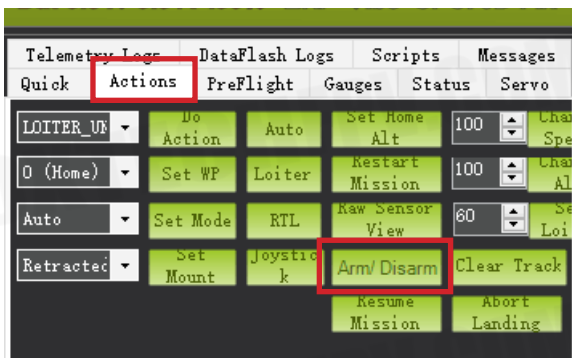 Telemetry Logs DataFlash Logs Scripts Messages
Quick Actions PreFlight Gauges Status Servo
LOITER_UN Do Action Auto Set Home Alt 100
0 (Home) Set WP Loiter Restart Mission 100
Auto Set Mode RTL Raw Sensor View 60
Retracted Set Mount Joystick Arm/ Disarm Clear Track
Resume Mission Abort Landing